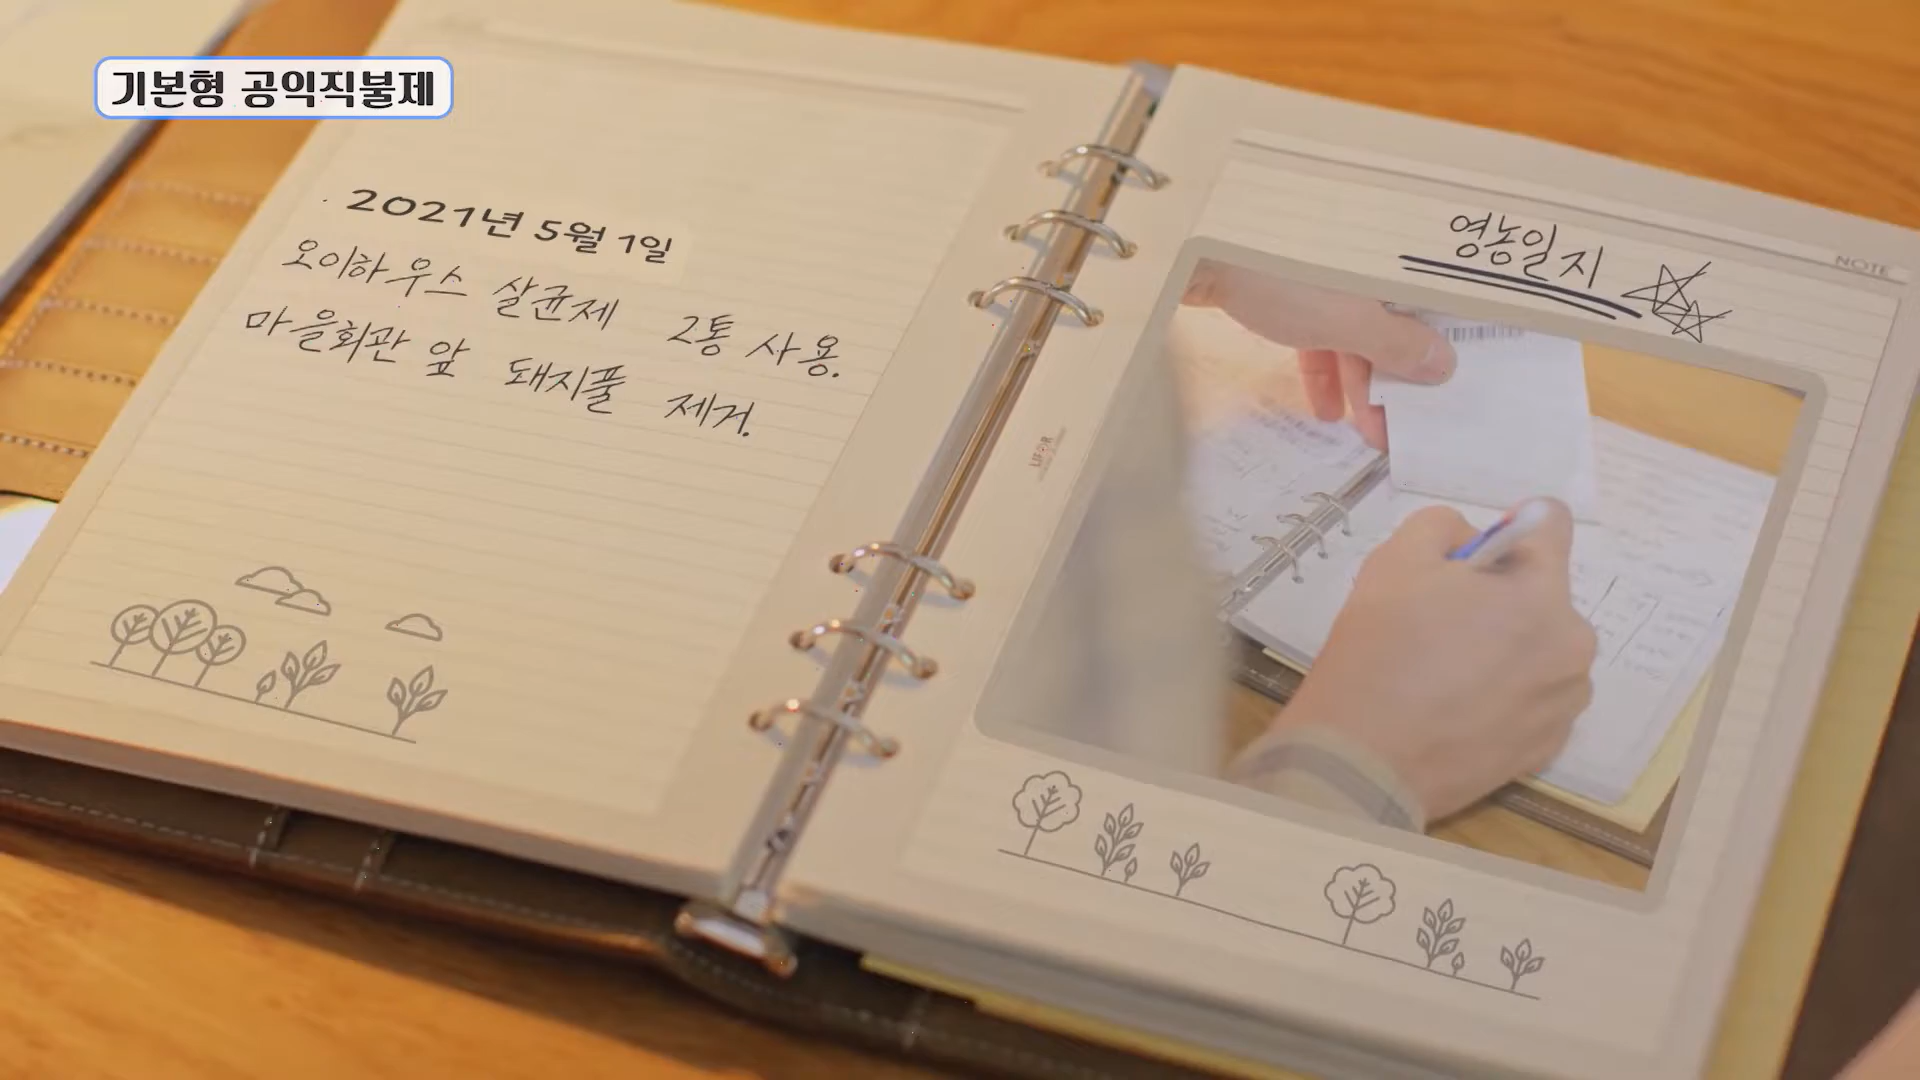 기본형 공익직불제
2021년 5월 1일
오이하우스 살균제 2통 사용.
마을회관 앞 돼지풀 제거.
영농일지
NOTE